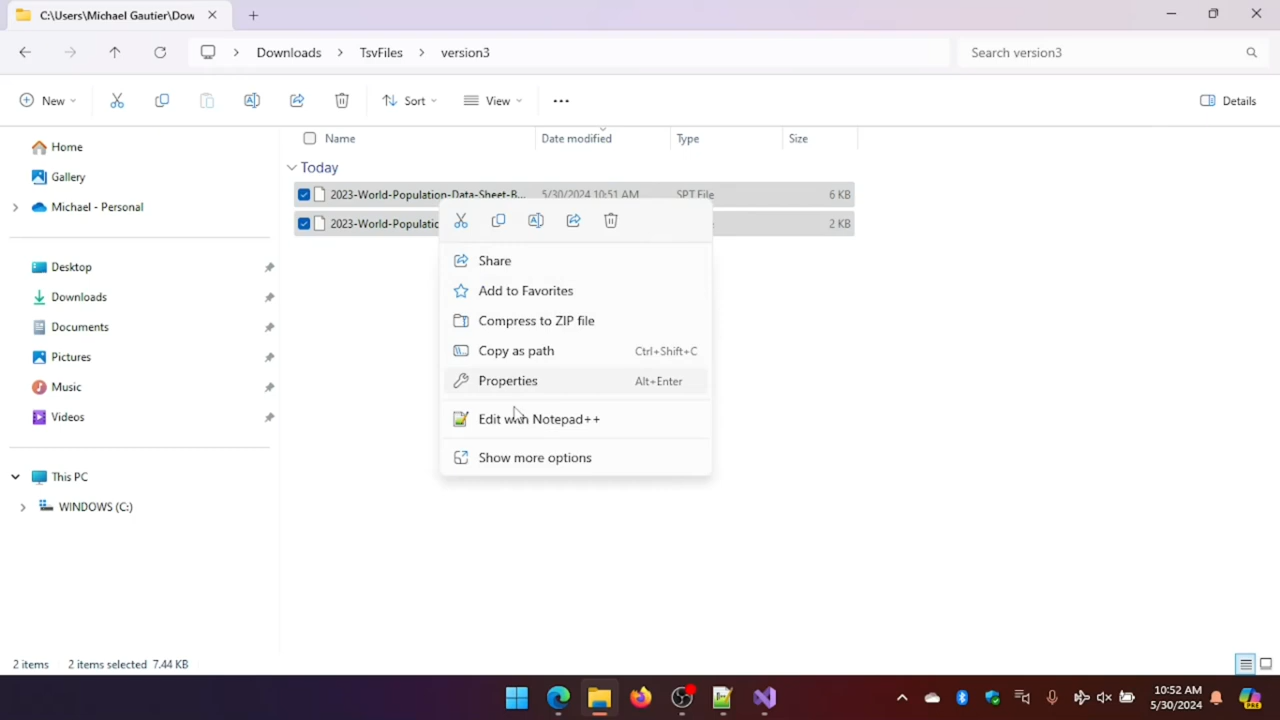 C:\Users\Michael Gautier\Dow
Downloads > TsvFiles > version3
Search version3
New
Sort
View
Details
Name
Date modified
Type
Size
Home
Gallery
Michael - Personal
Desktop
Downloads
Documents
Pictures
Music
Videos
This PC
WINDOWS (C:)
Today
2023-World-Population-Data-Sheet-B... 5/30/2024 10:51 AM SPT File 6 KB
2023-World-Populatio 2 KB
Share
Add to Favorites
Compress to ZIP file
Copy as path Ctrl+Shift+C
Properties Alt+Enter
Edit with Notepad++
Show more options
2 items 2 items selected 7.44 KB
10:52 AM
5/30/2024
PRE